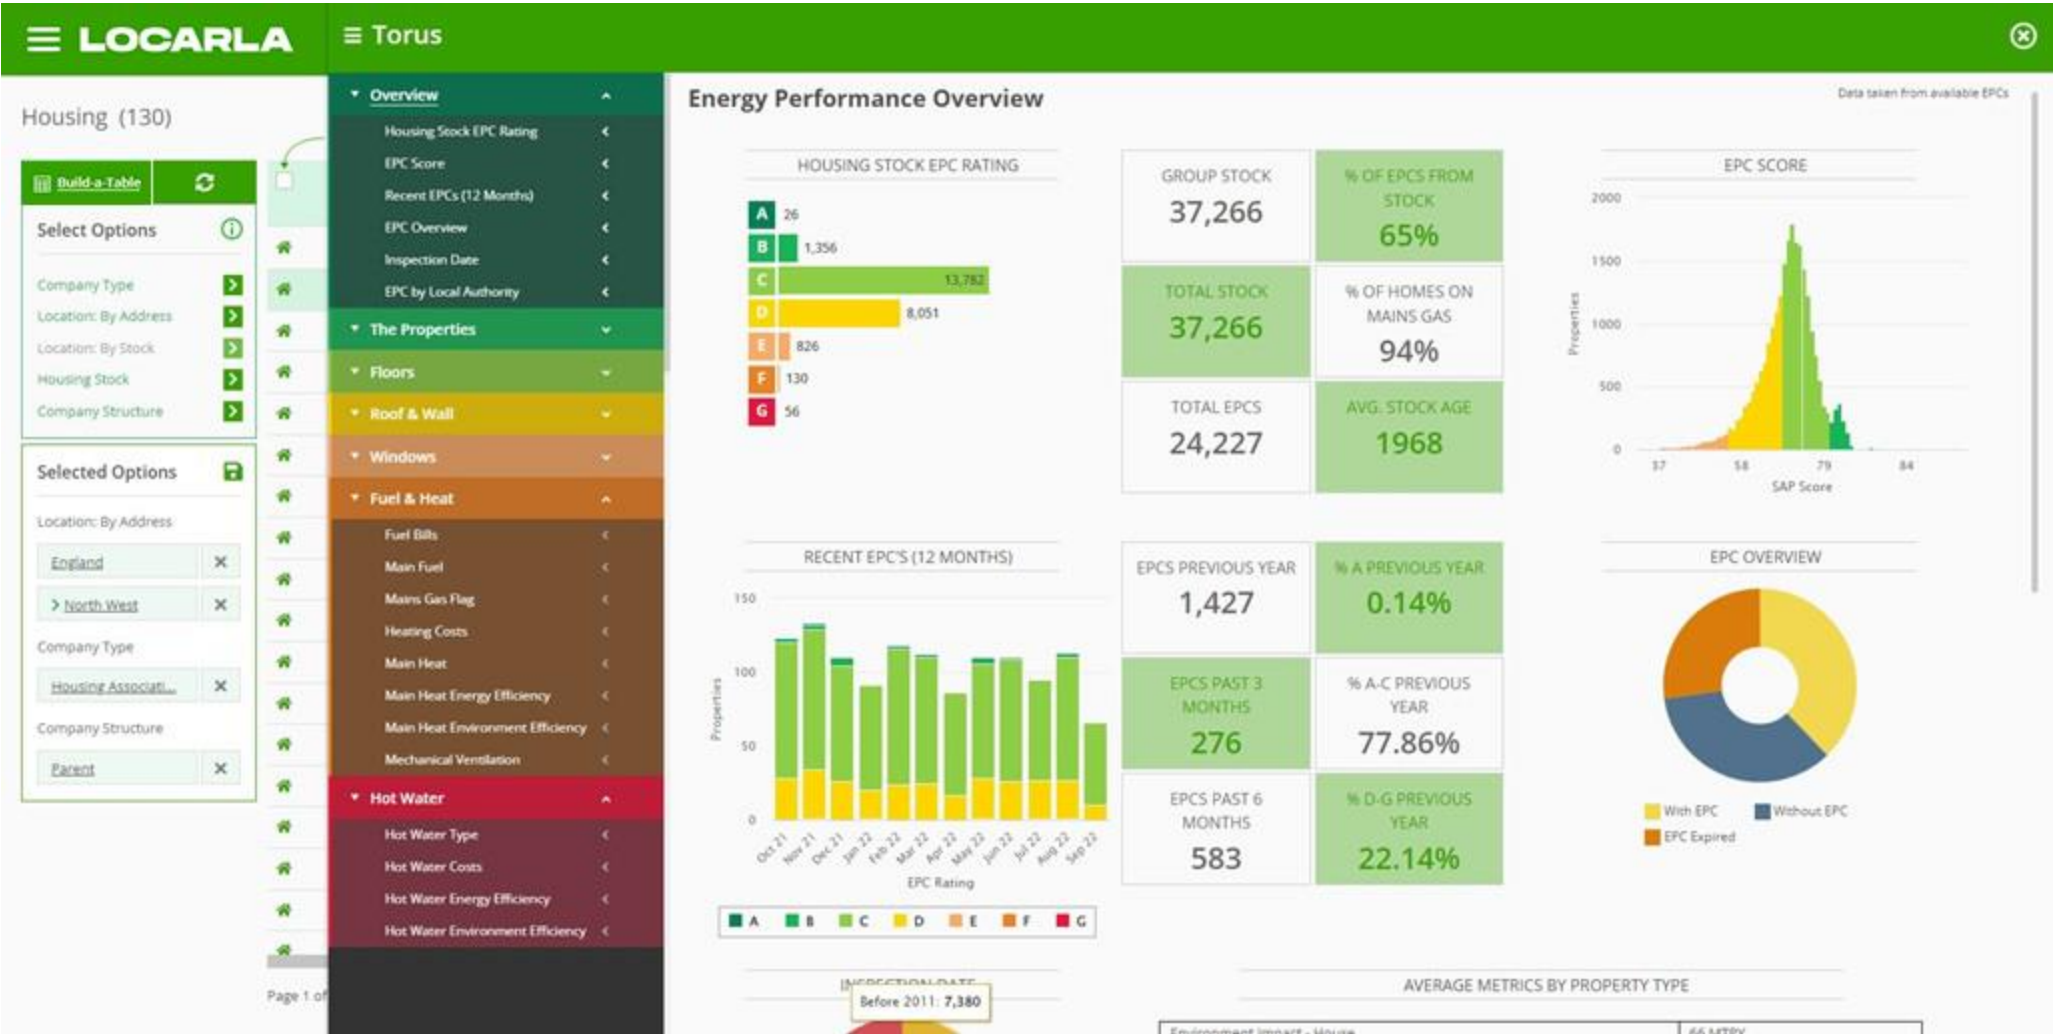 LOCARLA
Torus
Housing (130)
Build-a-Table
Select Options
Company Type
Location: By Address
Location: By Stock
Housing Stock
Company Structure
Selected Options
Location: By Address
England
North West
Company Type
Housing Associati...
Company Structure
Parent
Page 1 of
Overview
Housing Stock EPC Rating
EPC Score
Recent EPCs (12 Months)
EPC Overview
Inspection Date
EPC by Local Authority
The Properties
Floors
Roof & Wall
Windows
Fuel & Heat
Fuel Bills
Main Fuel
Mains Gas Flag
Heating Costs
Main Heat
Main Heat Energy Efficiency
Main Heat Environment Efficiency
Mechanical Ventilation
Hot Water
Hot Water Type
Hot Water Costs
Hot Water Energy Efficiency
Hot Water Environment Efficiency
Energy Performance Overview
Data taken from available EPCs
HOUSING STOCK EPC RATING
A 26
B 1,356
C 13,782
D 8,051
E 826
F 130
G 56
GROUP STOCK
37,266
% OF EPCS FROM
STOCK
65%
TOTAL STOCK
37,266
% OF HOMES ON
MAINS GAS
94%
TOTAL EPCS
24,227
AVG. STOCK AGE
1968
EPC SCORE
2000
1500
1000
500
0
Properties
37 58 79 84
SAP Score
RECENT EPC'S (12 MONTHS)
150
100
50
0
Properties
Oct 21 Nov 21 Dec 21 Jan 22 Feb 22 Mar 22 Apr 22 May 22 Jun 22 Jul 22 Aug 22 Sep 22
EPC Rating
A B C D E F G
EPCS PREVIOUS YEAR
1,427
% A PREVIOUS YEAR
0.14%
EPCS PAST 3
MONTHS
276
% A-C PREVIOUS
YEAR
77.86%
EPCS PAST 6
MONTHS
583
% D-G PREVIOUS
YEAR
22.14%
EPC OVERVIEW
With EPC Without EPC
EPC Expired
INSPECTION DATE
Before 2011: 7,380
AVERAGE METRICS BY PROPERTY TYPE
Environment Impact - House